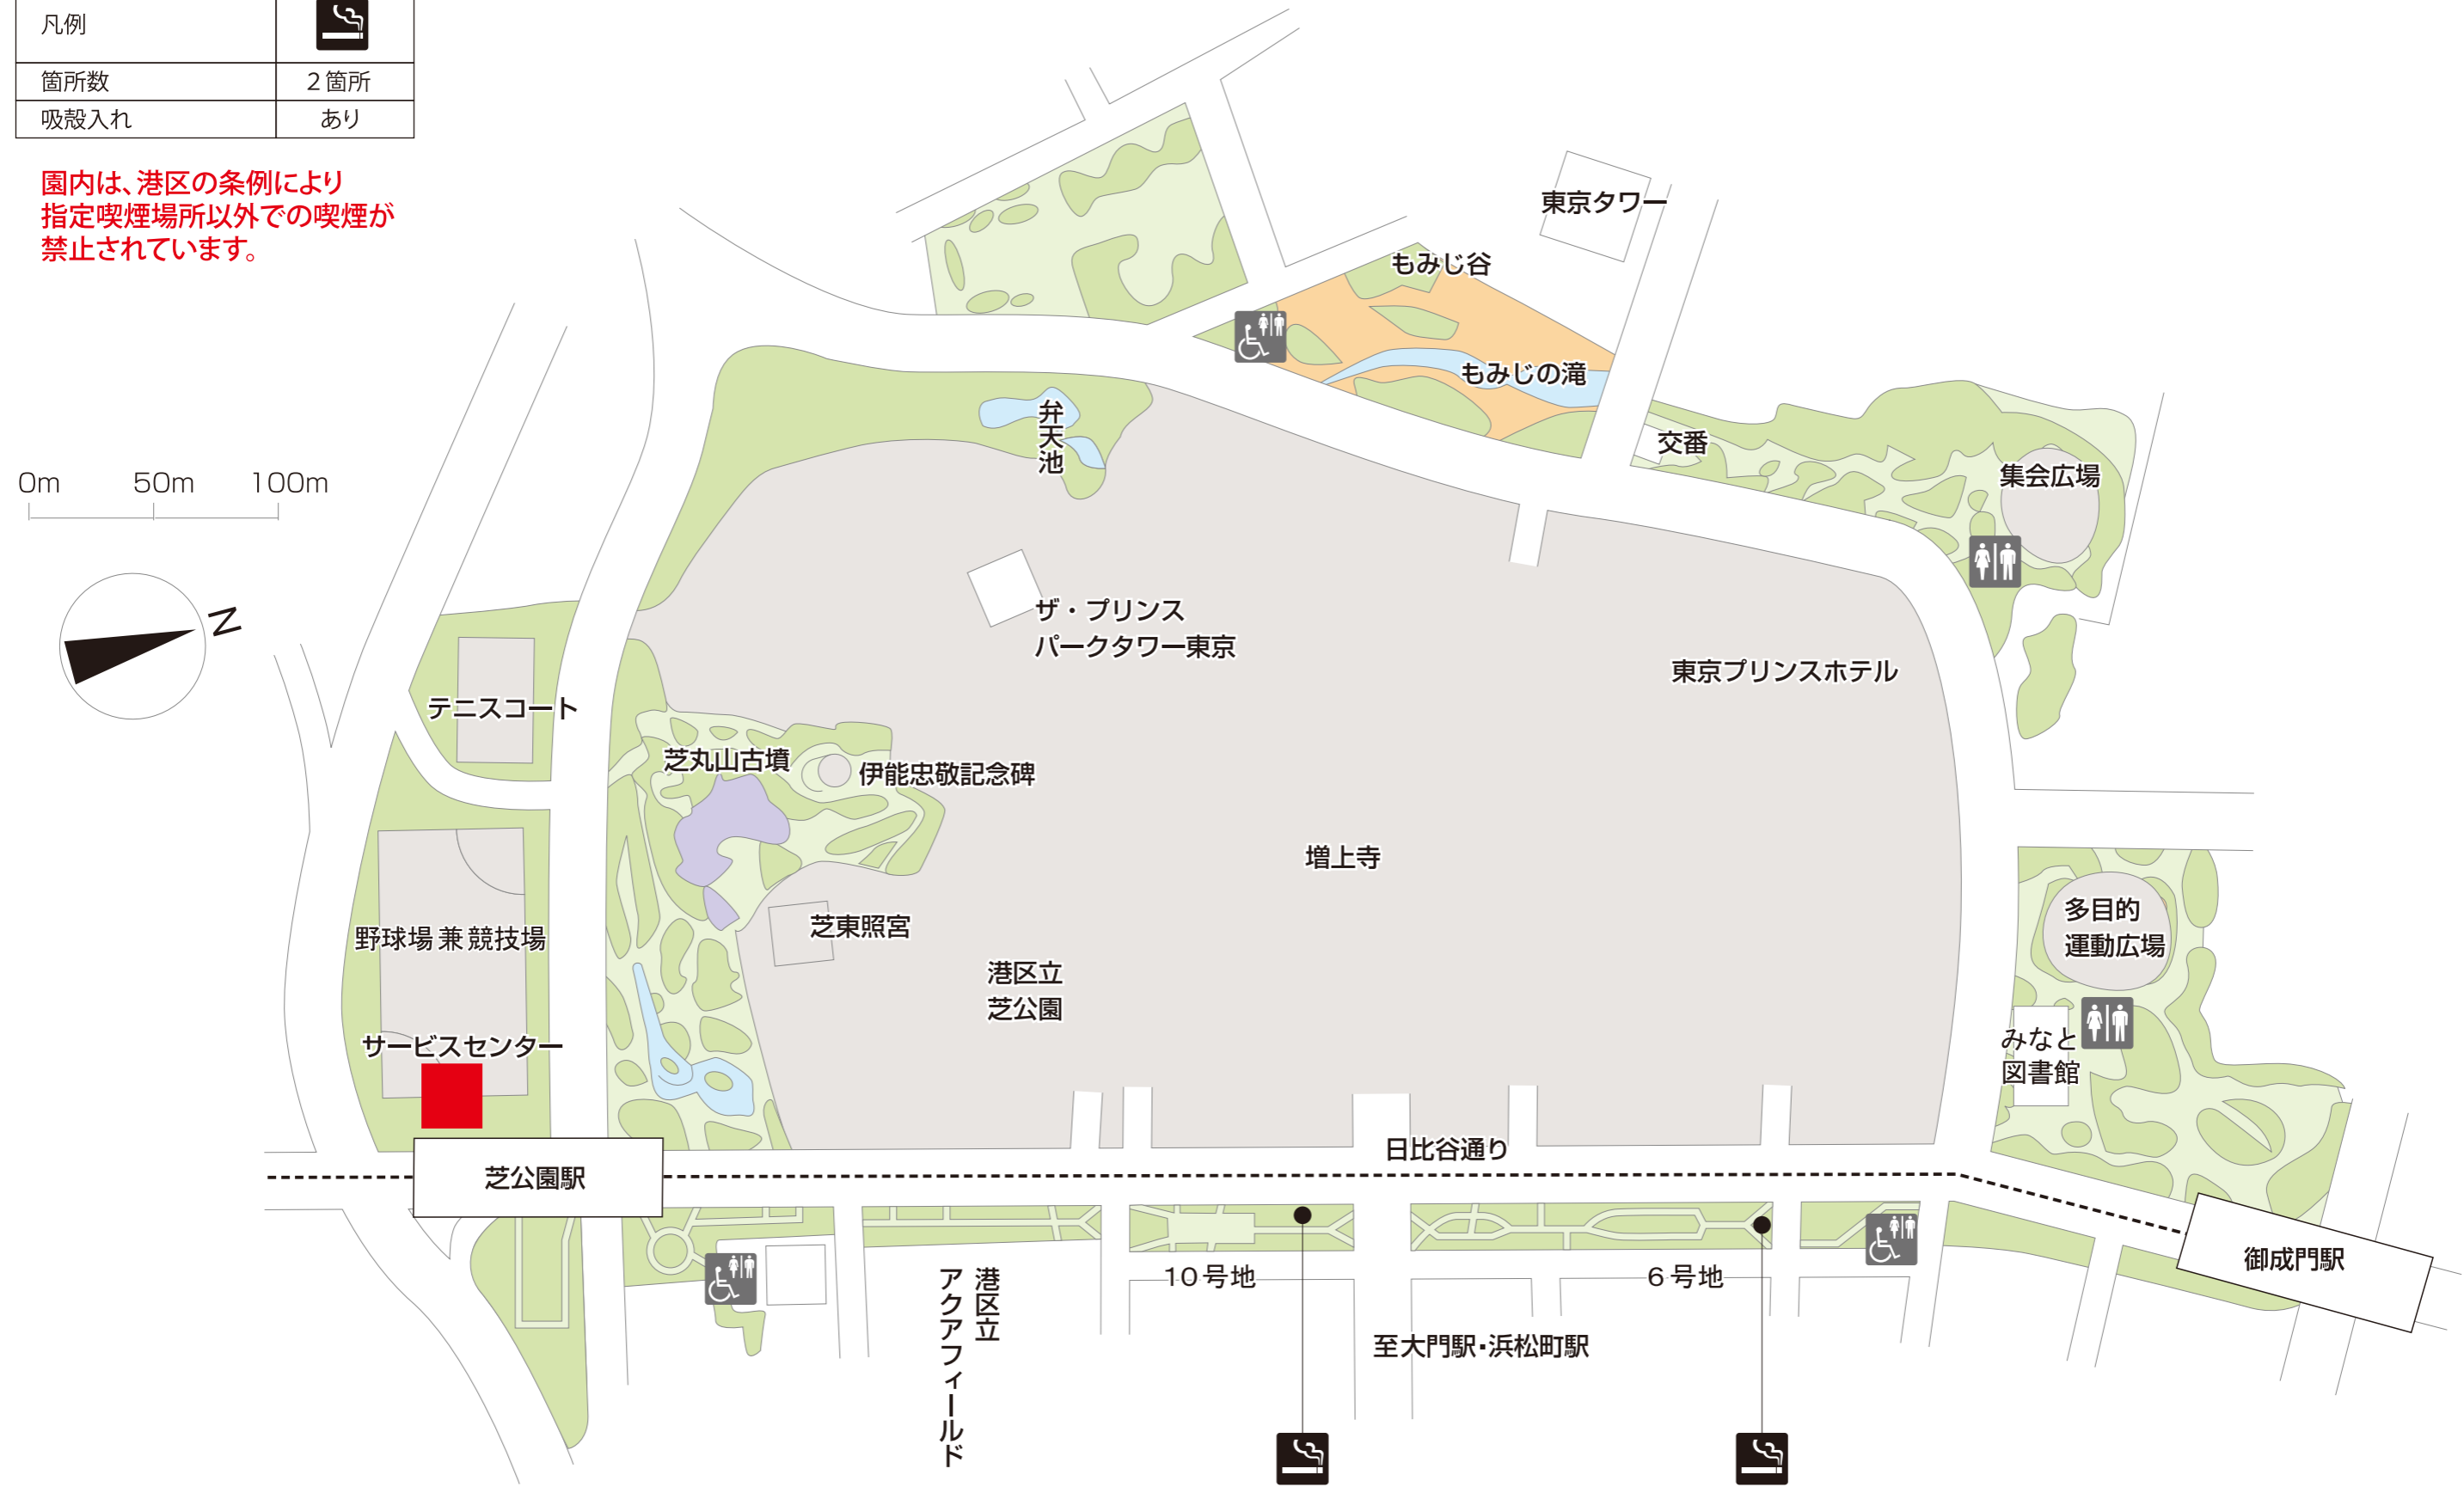 凡例
箇所数 2箇所
吸殻入れ あり
園内は、港区の条例により
指定喫煙場所以外での喫煙が
禁止されています。
0m 50m 100m
N
東京タワー
もみじ谷
もみじの滝
弁天池
交番
集会広場
ザ・プリンス
パークタワー東京
東京プリンスホテル
テニスコート
芝丸山古墳
伊能忠敬記念碑
増上寺
野球場兼競技場
芝東照宮
港区立
芝公園
多目的
運動広場
サービスセンター
みなと
図書館
日比谷通り
芝公園駅
御成門駅
10号地
6号地
港区立
アクアフィールド
至大門駅・浜松町駅